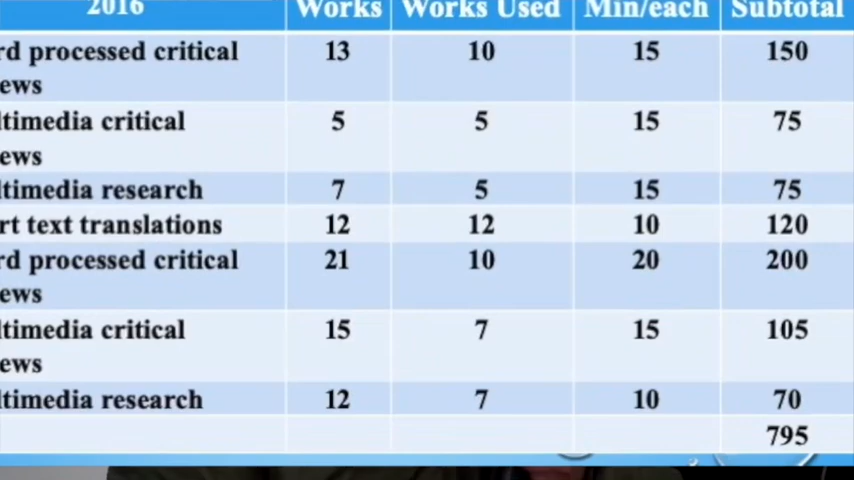 2016 Works Works Used Min/each Subtotal
rd processed critical 13 10 15 150
ews
ltimedia critical 5 5 15 75
ews
ltimedia research 7 5 15 75
rt text translations 12 12 10 120
rd processed critical 21 10 20 200
ews
ltimedia critical 15 7 15 105
ews
ltimedia research 12 7 10 70
795